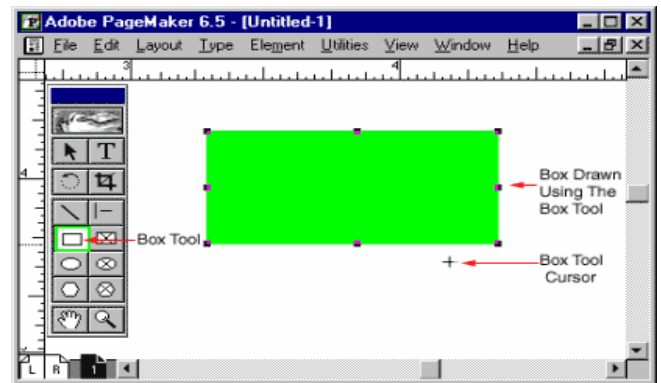 Adobe PageMaker 6.5 - [Untitled-1]
File Edit Layout Type Element Utilities View Window Help
3 4
T
4
Box Drawn
Using The
Box Tool
Box Tool
Box Tool
Cursor
L R 1